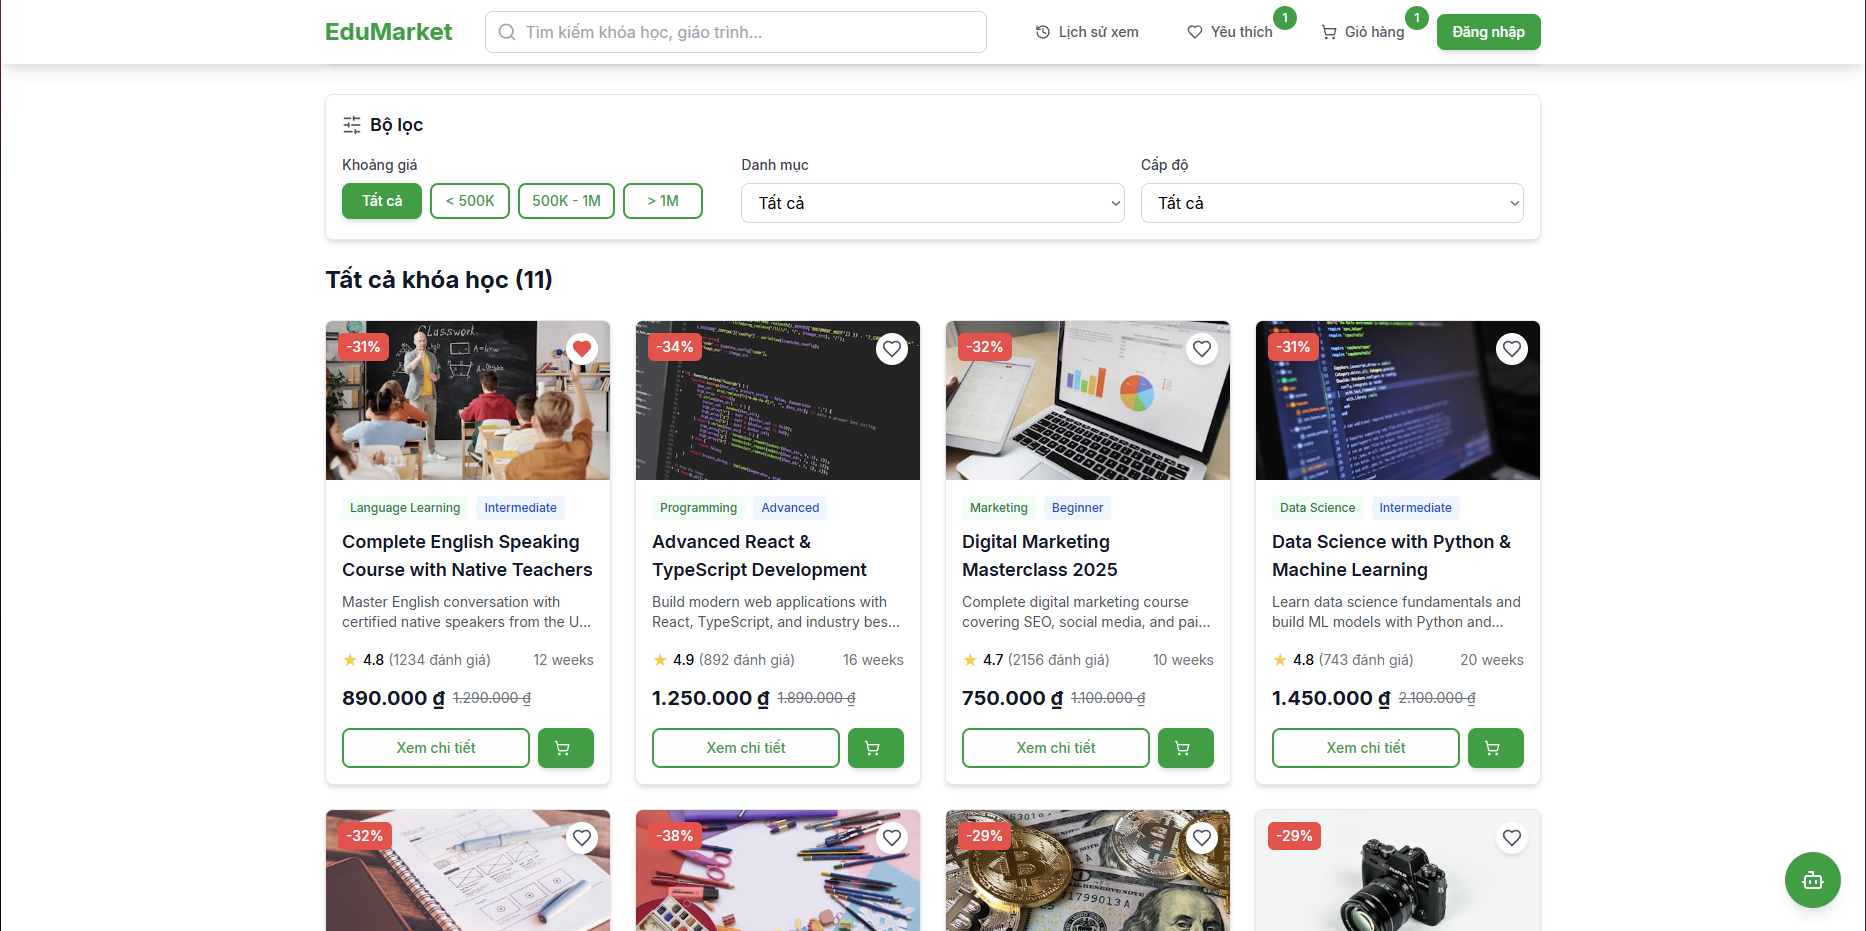 EduMarket
Tìm kiếm khóa học, giáo trình...
Lịch sử xem
Yêu thích
1
Giỏ hàng
1
Đăng nhập
Bộ lọc
Khoảng giá
Tất cả
< 500K
500K - 1M
> 1M
Danh mục
Tất cả
Cấp độ
Tất cả
Tất cả khóa học (11)
-31%
Classwork
Language Learning
Intermediate
Complete English Speaking
Course with Native Teachers
Master English conversation with
certified native speakers from the U...
4.8 (1234 đánh giá)
12 weeks
890.000 ₫ 1.290.000 ₫
Xem chi tiết
-34%
Programming
Advanced
Advanced React &
TypeScript Development
Build modern web applications with
React, TypeScript, and industry bes...
4.9 (892 đánh giá)
16 weeks
1.250.000 ₫ 1.890.000 ₫
Xem chi tiết
-32%
Marketing
Beginner
Digital Marketing
Masterclass 2025
Complete digital marketing course
covering SEO, social media, and pai...
4.7 (2156 đánh giá)
10 weeks
750.000 ₫ 1.100.000 ₫
Xem chi tiết
-31%
Data Science
Intermediate
Data Science with Python &
Machine Learning
Learn data science fundamentals and
build ML models with Python and...
4.8 (743 đánh giá)
20 weeks
1.450.000 ₫ 2.100.000 ₫
Xem chi tiết
-32%
-38%
-29%
-29%